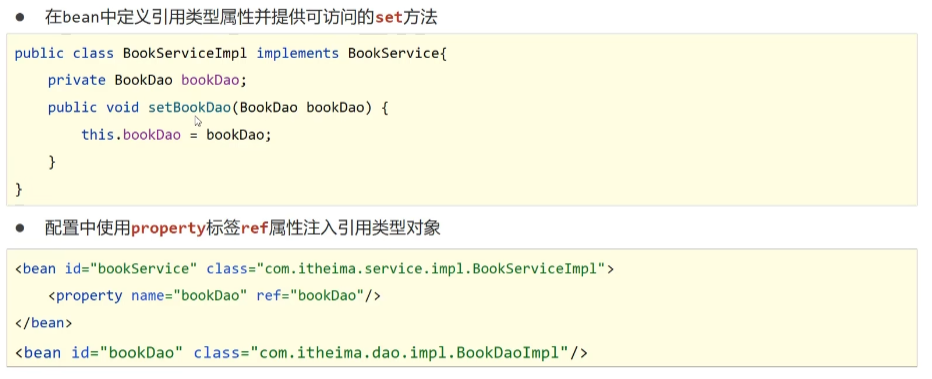 ● 在bean中定义引用类型属性并提供可访问的set方法
public class BookServiceImpl implements BookService{
    private BookDao bookDao;
    public void setBookDao(BookDao bookDao) {
        this.bookDao = bookDao;
    }
}
● 配置中使用property标签ref属性注入引用类型对象
<bean id="bookService" class="com.itheima.service.impl.BookServiceImpl">
    <property name="bookDao" ref="bookDao"/>
</bean>
<bean id="bookDao" class="com.itheima.dao.impl.BookDaoImpl"/>